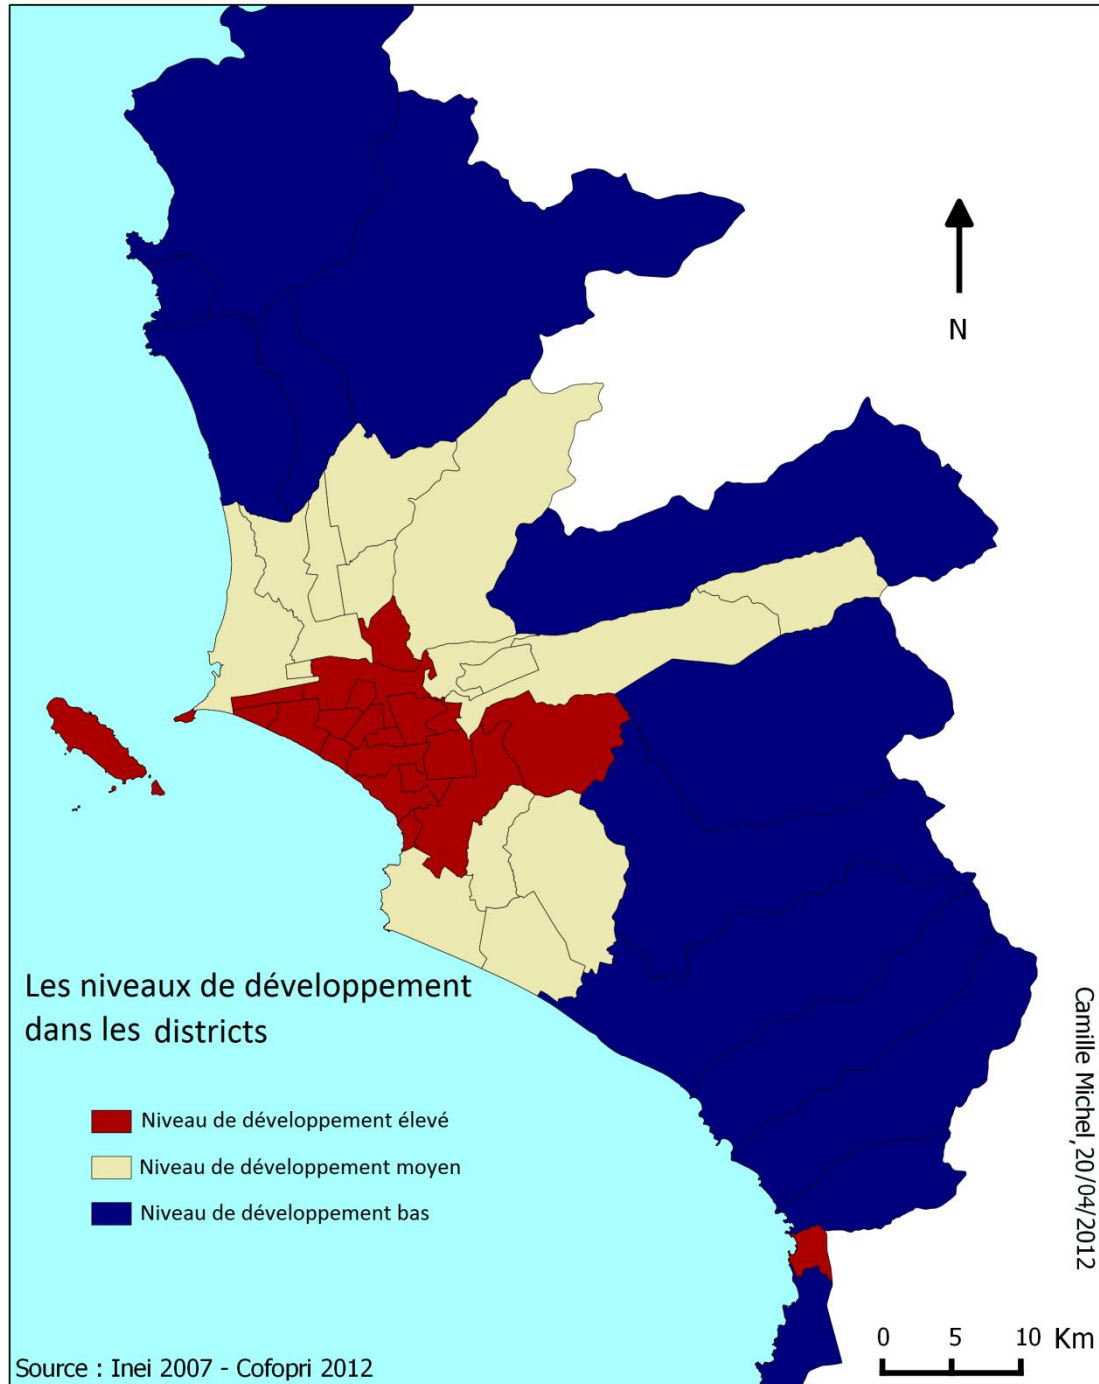 N
Les niveaux de développement
dans les districts
Niveau de développement élevé
Niveau de développement moyen
Niveau de développement bas
Camille Michel, 20/04/2012
0 5 10 Km
Source : Inei 2007 - Cofopri 2012